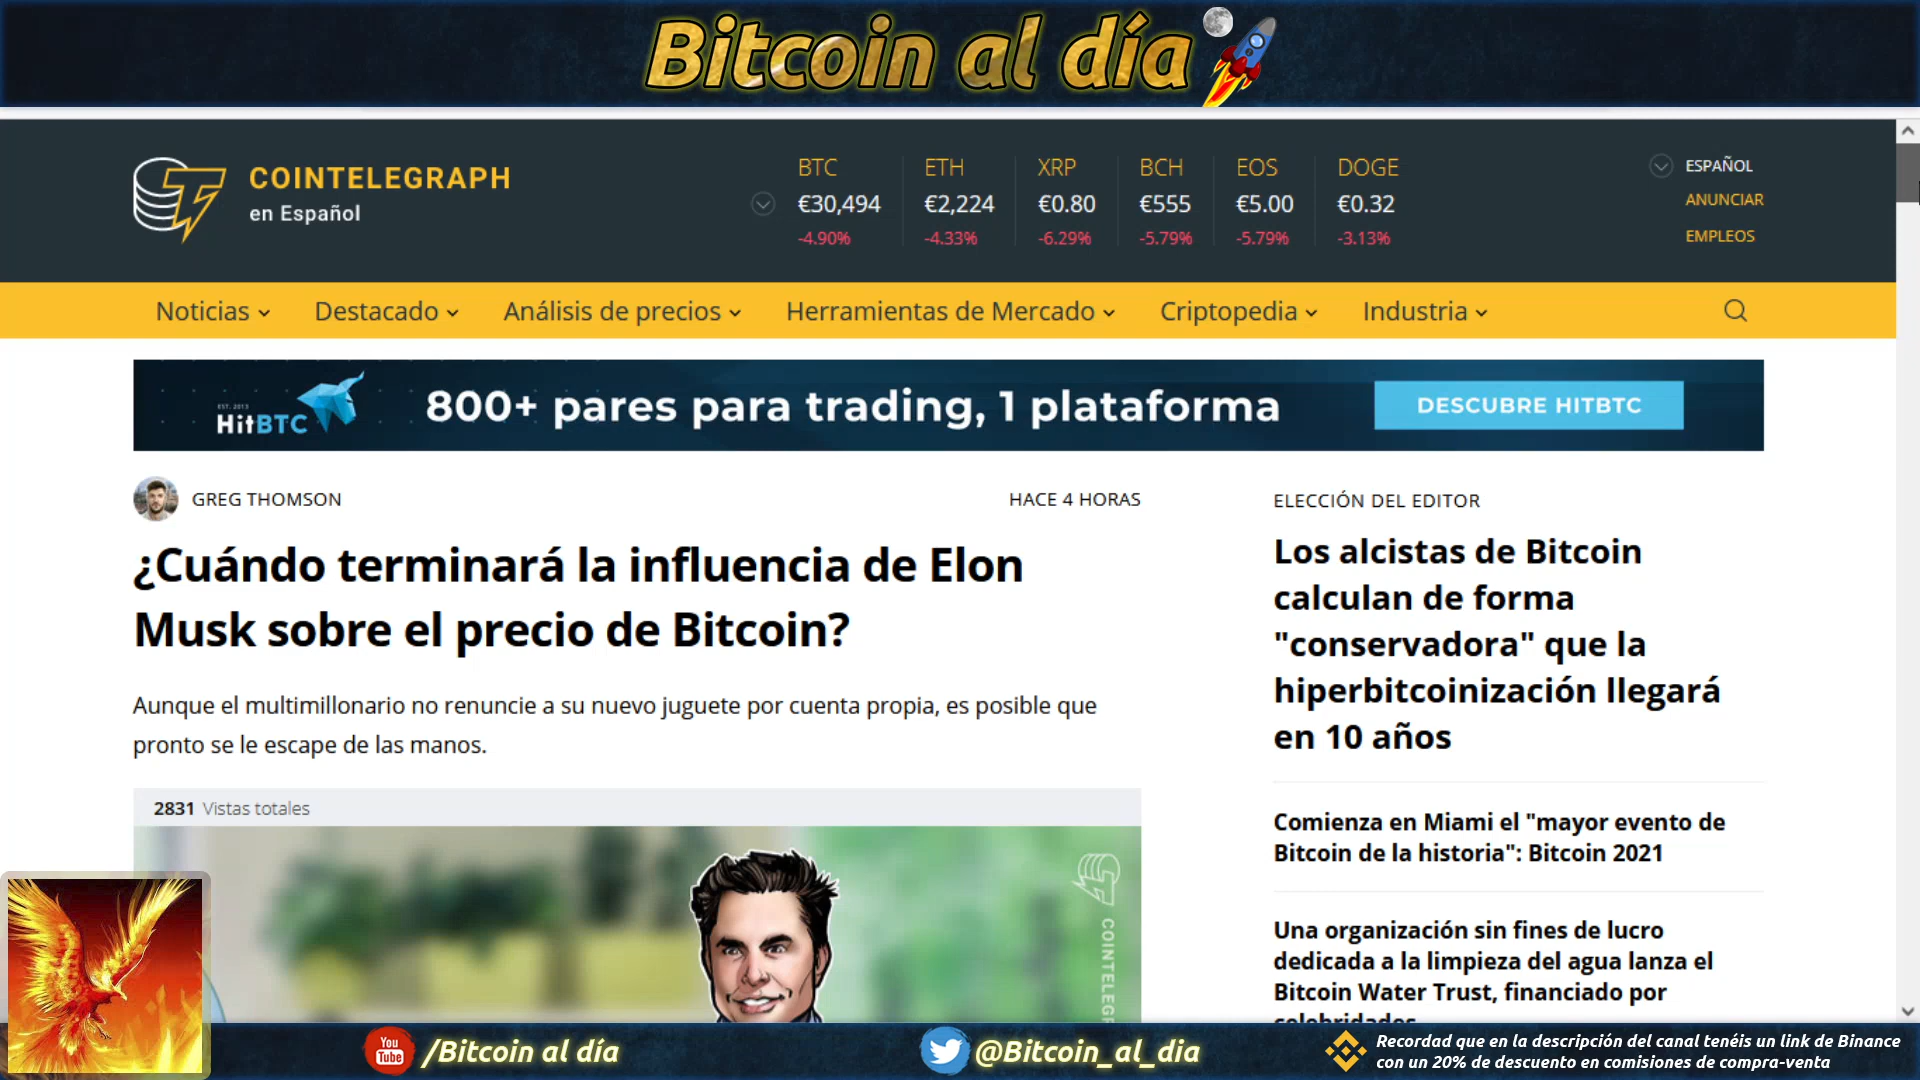 Bitcoin al día
COINTELEGRAPH
en Español
BTC ETH XRP BCH EOS DOGE
€30,494 €2,224 €0.80 €555 €5.00 €0.32
-4.90% -4.33% -6.29% -5.79% -5.79% -3.13%
ESPAÑOL
ANUNCIAR
EMPLEOS
Noticias Destacado Análisis de precios Herramientas de Mercado Criptopedia Industria
EST. 2013
HitBTC
800+ pares para trading, 1 plataforma
DESCUBRE HITBTC
GREG THOMSON
HACE 4 HORAS
¿Cuándo terminará la influencia de Elon
Musk sobre el precio de Bitcoin?
Aunque el multimillonario no renuncie a su nuevo juguete por cuenta propia, es posible que
pronto se le escape de las manos.
2831 Vistas totales
COINTELEG
ELECCIÓN DEL EDITOR
Los alcistas de Bitcoin
calculan de forma
"conservadora" que la
hiperbitcoinización llegará
en 10 años
Comienza en Miami el "mayor evento de
Bitcoin de la historia": Bitcoin 2021
Una organización sin fines de lucro
dedicada a la limpieza del agua lanza el
Bitcoin Water Trust, financiado por
celebridades
You
Tube
/Bitcoin al día
@Bitcoin_al_dia
Recordad que en la descripción del canal tenéis un link de Binance
con un 20% de descuento en comisiones de compra-venta